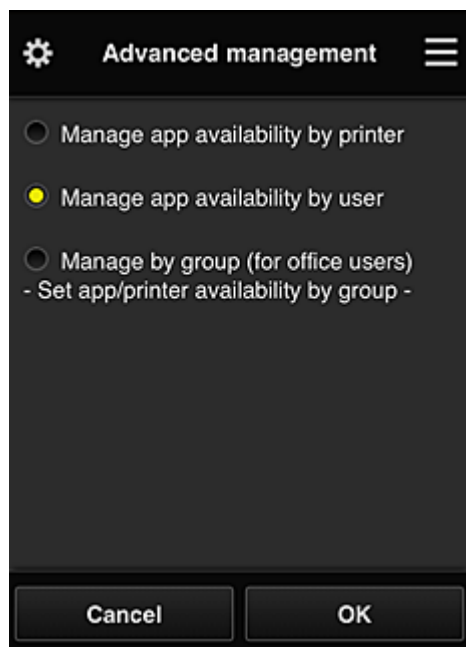 Advanced management
Manage app availability by printer
Manage app availability by user
Manage by group (for office users)
- Set app/printer availability by group -
Cancel
OK